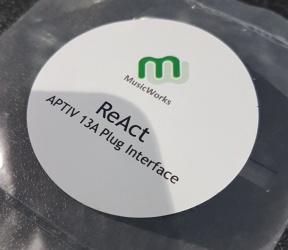 m
MusicWorks
ReAct
APTIV 13A Plug Interface